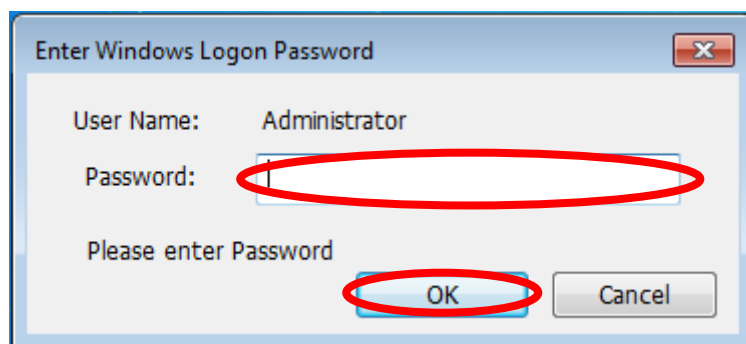 Enter Windows Logon Password
User Name: Administrator
Password:
Please enter Password
OK Cancel